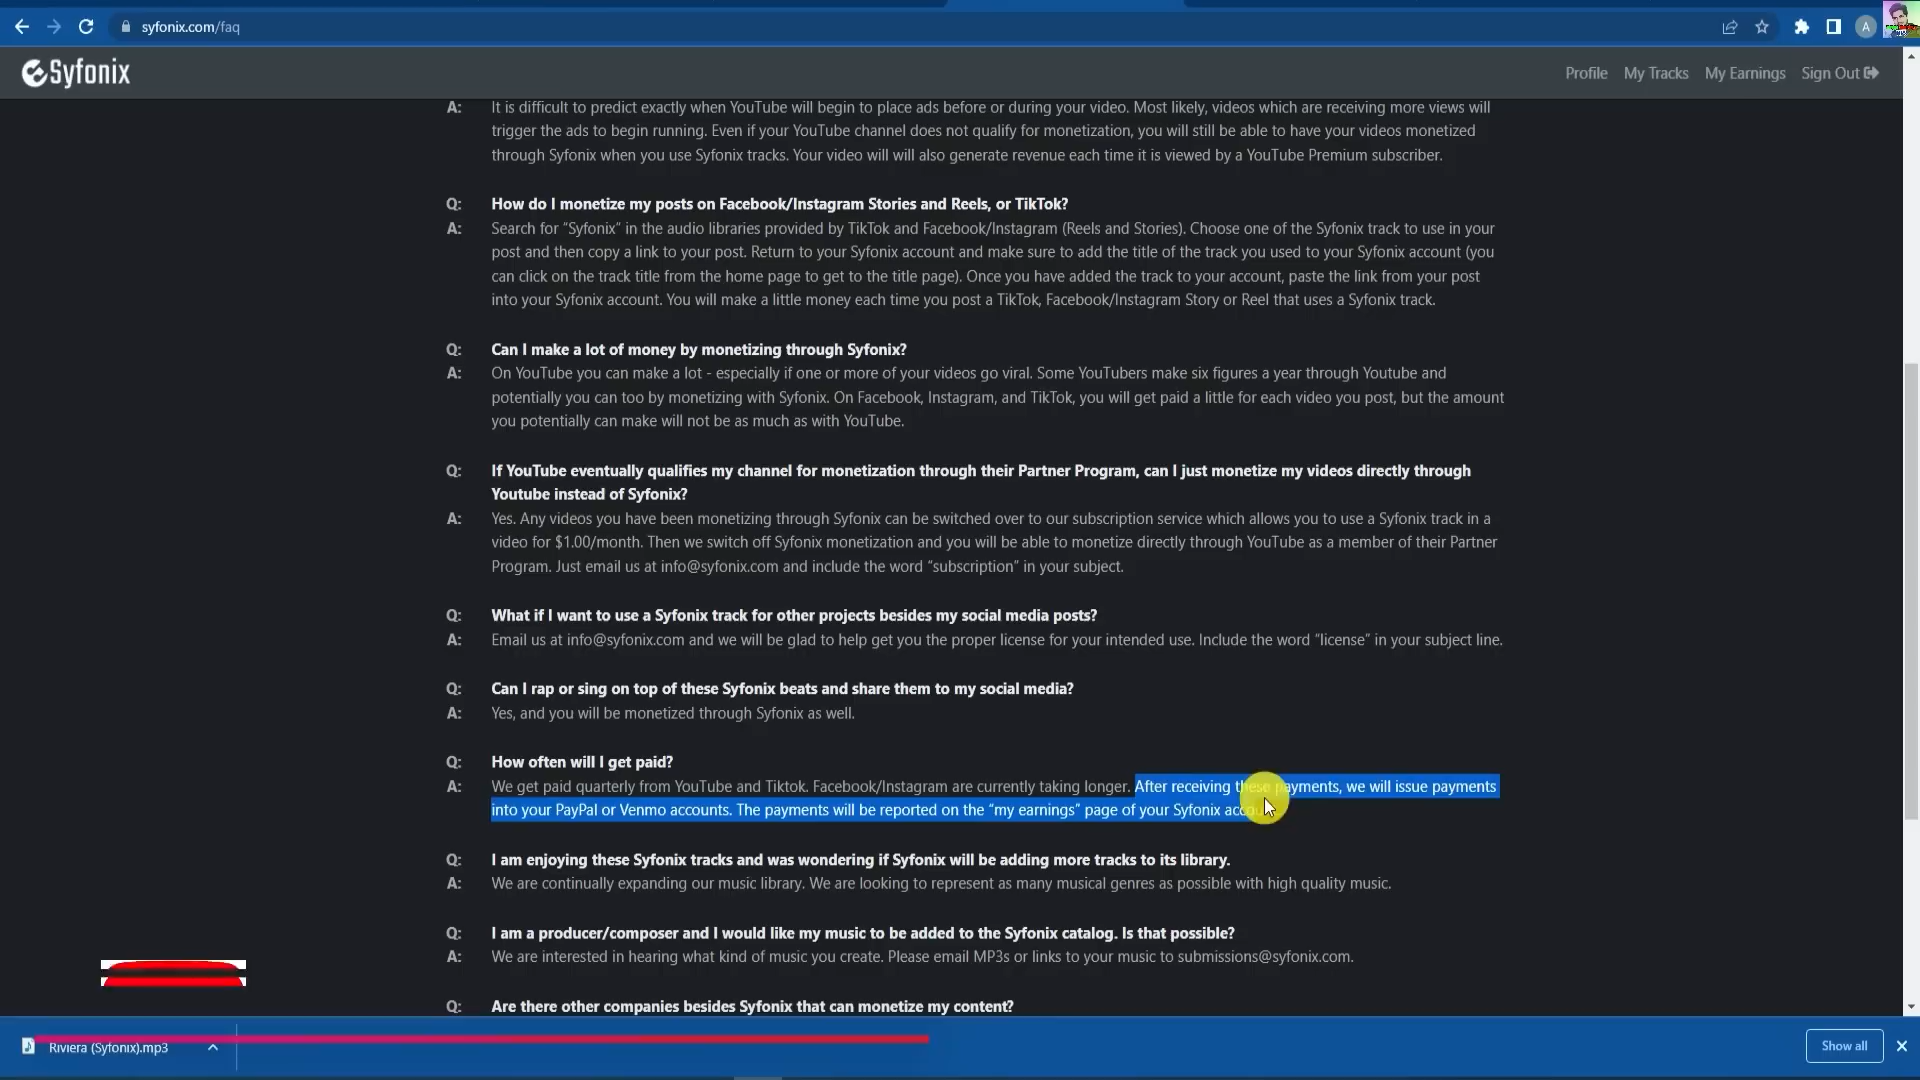 syfonix.com/faq
A
Syfonix
Profile My Tracks My Earnings Sign Out
A: It is difficult to predict exactly when YouTube will begin to place ads before or during your video. Most likely, videos which are receiving more views will
trigger the ads to begin running. Even if your YouTube channel does not qualify for monetization, you will still be able to have your videos monetized
through Syfonix when you use Syfonix tracks. Your video will will also generate revenue each time it is viewed by a YouTube Premium subscriber.
Q: How do I monetize my posts on Facebook/Instagram Stories and Reels, or TikTok?
A: Search for “Syfonix” in the audio libraries provided by TikTok and Facebook/Instagram (Reels and Stories). Choose one of the Syfonix track to use in your
post and then copy a link to your post. Return to your Syfonix account and make sure to add the title of the track you used to your Syfonix account (you
can click on the track title from the home page to get to the title page). Once you have added the track to your account, paste the link from your post
into your Syfonix account. You will make a little money each time you post a TikTok, Facebook/Instagram Story or Reel that uses a Syfonix track.
Q: Can I make a lot of money by monetizing through Syfonix?
A: On YouTube you can make a lot - especially if one or more of your videos go viral. Some YouTubers make six figures a year through Youtube and
potentially you can too by monetizing with Syfonix. On Facebook, Instagram, and TikTok, you will get paid a little for each video you post, but the amount
you potentially can make will not be as much as with YouTube.
Q: If YouTube eventually qualifies my channel for monetization through their Partner Program, can I just monetize my videos directly through
Youtube instead of Syfonix?
A: Yes. Any videos you have been monetizing through Syfonix can be switched over to our subscription service which allows you to use a Syfonix track in a
video for $1.00/month. Then we switch off Syfonix monetization and you will be able to monetize directly through YouTube as a member of their Partner
Program. Just email us at info@syfonix.com and include the word “subscription” in your subject.
Q: What if I want to use a Syfonix track for other projects besides my social media posts?
A: Email us at info@syfonix.com and we will be glad to help get you the proper license for your intended use. Include the word “license” in your subject line.
Q: Can I rap or sing on top of these Syfonix beats and share them to my social media?
A: Yes, and you will be monetized through Syfonix as well.
Q: How often will I get paid?
A: We get paid quarterly from YouTube and Tiktok. Facebook/Instagram are currently taking longer. After receiving these payments, we will issue payments
into your PayPal or Venmo accounts. The payments will be reported on the “my earnings” page of your Syfonix
Q: I am enjoying these Syfonix tracks and was wondering if Syfonix will be adding more tracks to its library.
A: We are continually expanding our music library. We are looking to represent as many musical genres as possible with high quality music.
Q: I am a producer/composer and I would like my music to be added to the Syfonix catalog. Is that possible?
A: We are interested in hearing what kind of music you create. Please email MP3s or links to your music to submissions@syfonix.com.
Q: Are there other companies besides Syfonix that can monetize my content?
Riviera (Syfonix).mp3
Show all